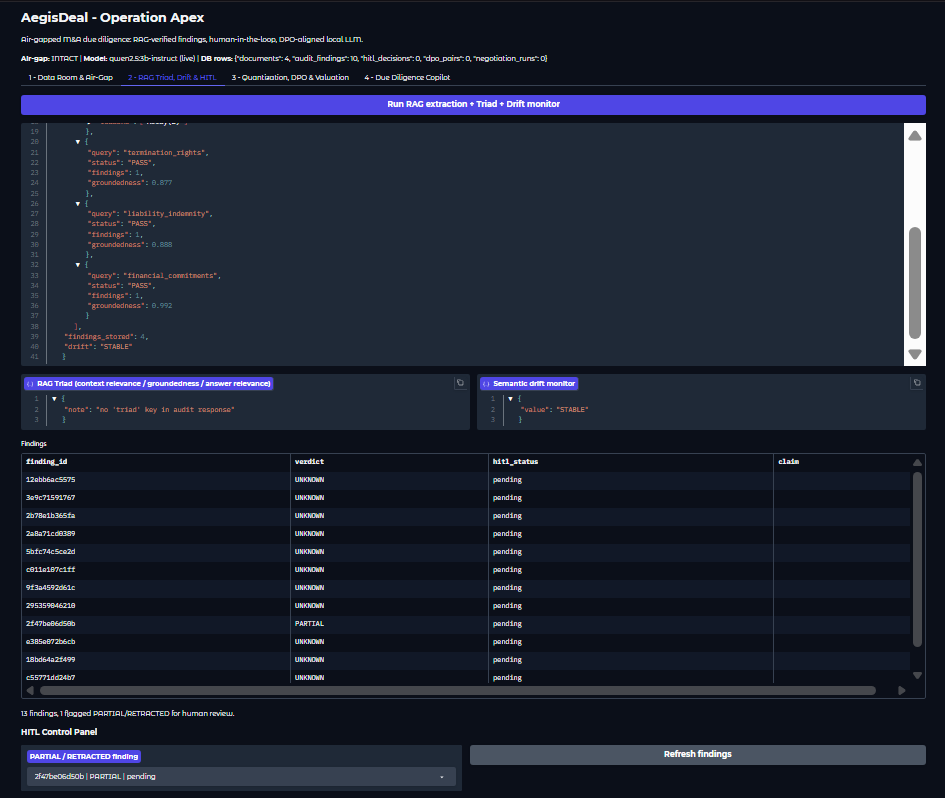 AegisDeal - Operation Apex
Air-gapped M&A due diligence: RAG-verified findings, human-in-the-loop, DPO-aligned local LLM.
Air-gap: INTACT | Model: qwen2.5:3b-instruct (live) | DB rows: {"documents": 4, "audit_findings": 10, "hitl_decisions": 0, "dpo_pairs": 0, "negotiation_runs": 0}
1 - Data Room & Air-Gap 2 - RAG Triad, Drift & HITL 3 - Quantization, DPO & Valuation 4 - Due Diligence Copilot
Run RAG extraction + Triad + Drift monitor
19 },
20 ▼ {
21 "query": "termination_rights",
22 "status": "PASS",
23 "findings": 1,
24 "groundedness": 0.877
25 },
26 ▼ {
27 "query": "liability_indemnity",
28 "status": "PASS",
29 "findings": 1,
30 "groundedness": 0.888
31 },
32 ▼ {
33 "query": "financial_commitments",
34 "status": "PASS",
35 "findings": 1,
36 "groundedness": 0.992
37 }
38 ],
39 "findings_stored": 4,
40 "drift": "STABLE"
41 }
{} RAG Triad (context relevance / groundedness / answer relevance)
1 ▼ {
2 "note": "no 'triad' key in audit response"
3 }
{} Semantic drift monitor
1 ▼ {
2 "value": "STABLE"
3 }
Findings
finding_id verdict hitl_status claim
12ebb6ac5575 UNKNOWN pending
3e9c71591767 UNKNOWN pending
2b78e1b365fa UNKNOWN pending
2a8a71cd0389 UNKNOWN pending
5bfc74c5ce2d UNKNOWN pending
c011e107c1ff UNKNOWN pending
9f3a4592d61c UNKNOWN pending
295359046210 UNKNOWN pending
2f47be06d50b PARTIAL pending
e385e072b6cb UNKNOWN pending
18bd64a2f499 UNKNOWN pending
c55771dd24b7 UNKNOWN pending
13 findings, 1 flagged PARTIAL/RETRACTED for human review.
HITL Control Panel
PARTIAL / RETRACTED finding
2f47be06d50b | PARTIAL | pending
Refresh findings